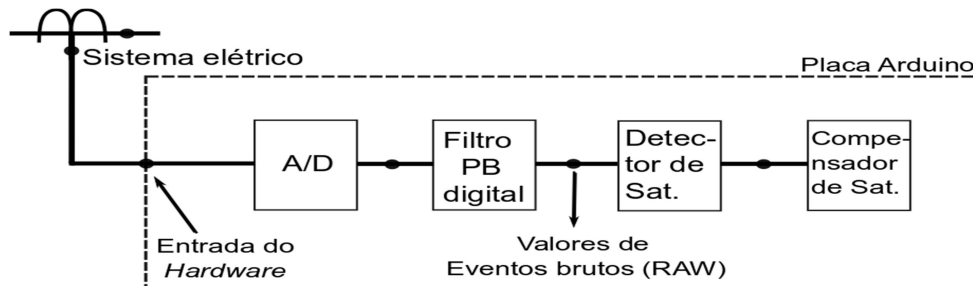 Sistema elétrico
Placa Arduino
A/D
Filtro
PB
digital
Detec-
tor de
Sat.
Compe-
nsador
de Sat.
Entrada do
Hardware
Valores de
Eventos brutos (RAW)